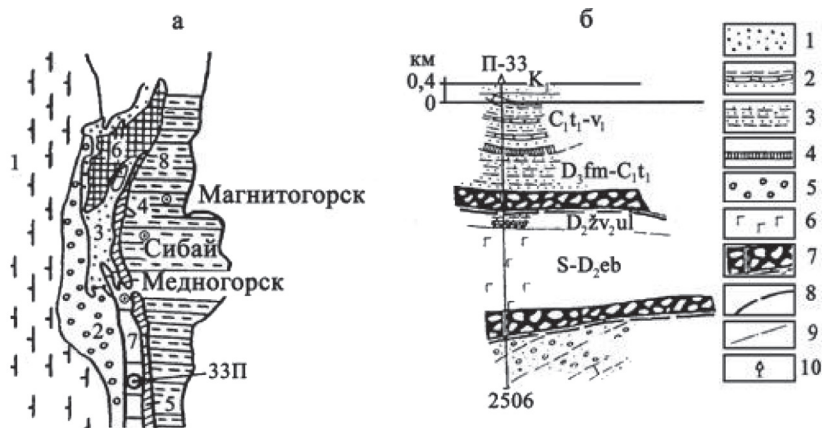 а
1
6
8
4
3
2
7
5
Магнитогорск
Сибай
Медногорск
33П
б
км
0,4
0
П-33
K₁
C₁t₁-v₁
D₃fm-C₁t₁
D₂žv₂ul
S-D₂eb
2506
1
2
3
4
5
6
7
8
9
10